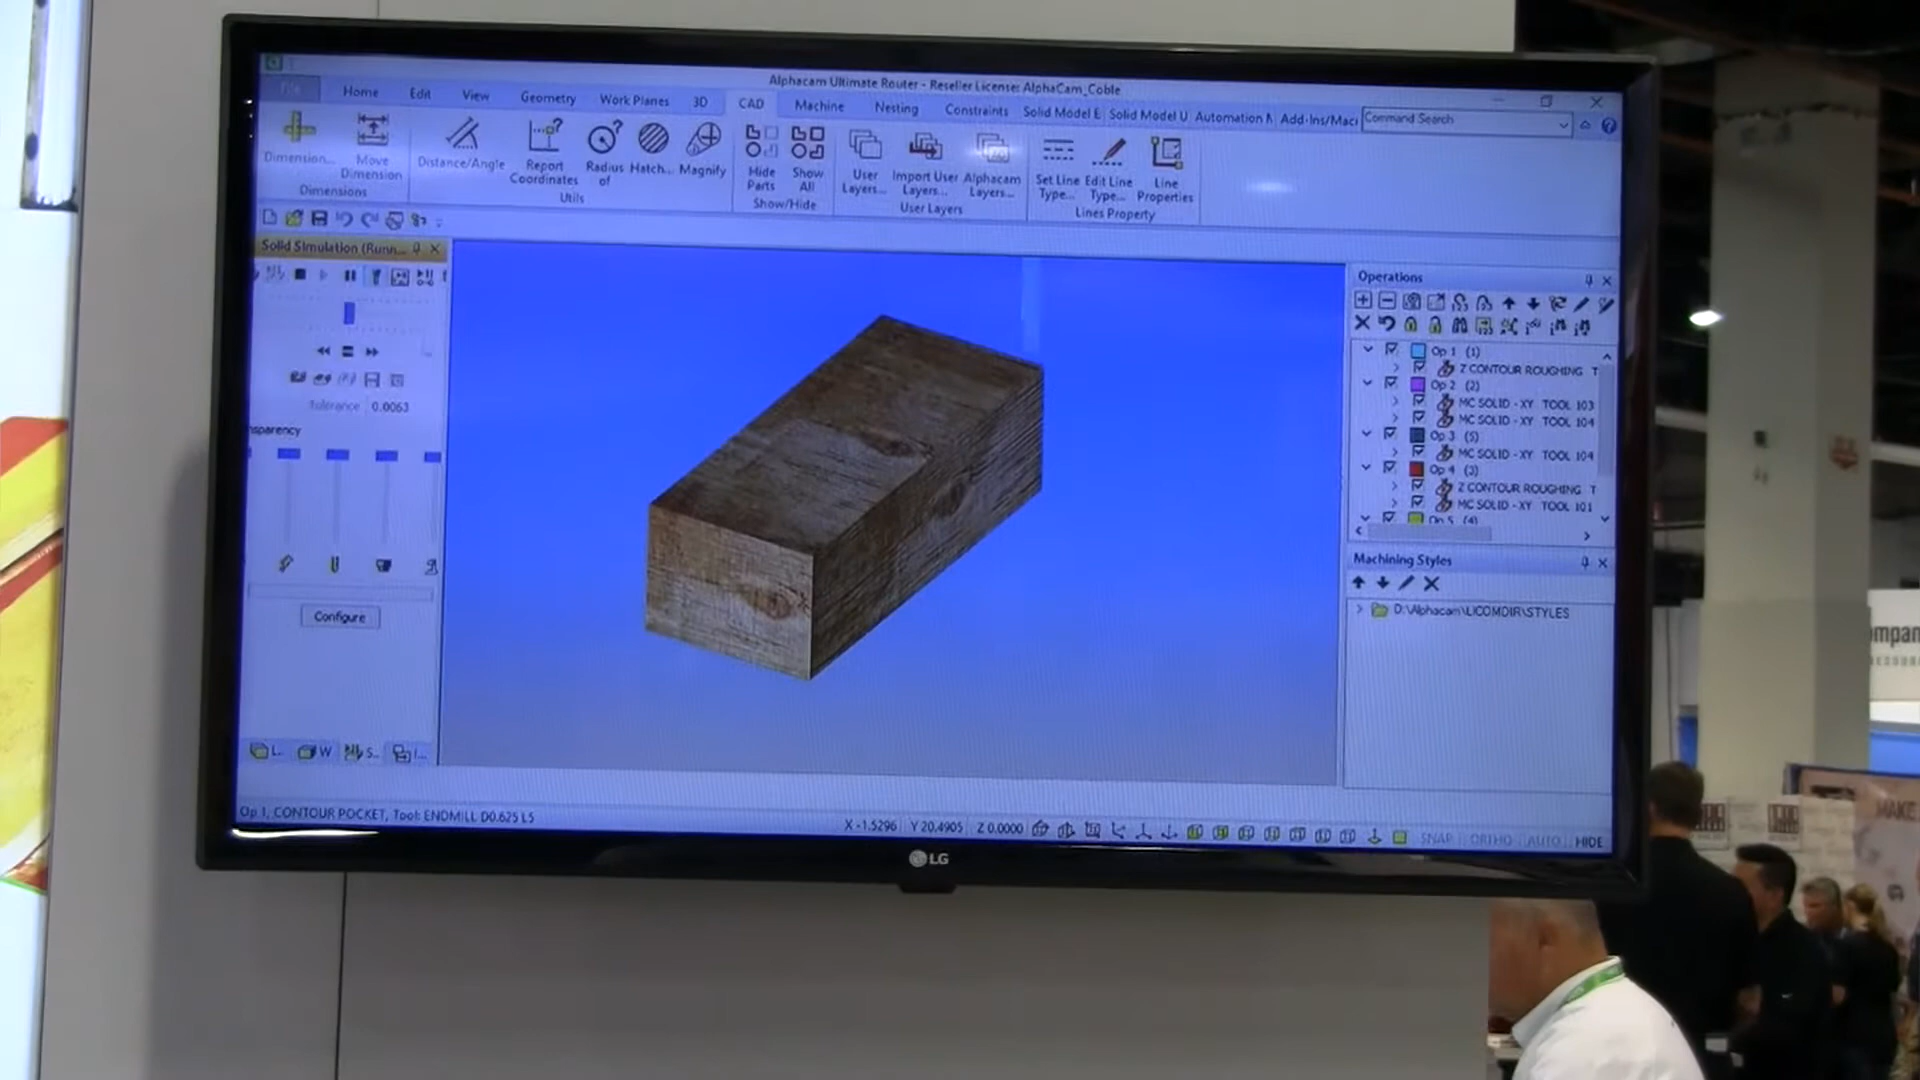 Alphacam Ultimate Router - Reseller License: AlphaCam_Coble
Home Edit View Geometry Work Planes 3D CAD Machine Nesting Constraints Solid Model E Solid Model U Automation M Add-Ins/Maci Command Search
Dimension... Move Dimension Distance/Angle Report Coordinates Radius of Hatch... Magnify Hide Parts Show All User Layers... Import User Layers... Alphacam Layers... Set Line Type... Edit Line Type... Line Properties
Dimensions Utils Show/Hide User Layers Lines Property
Solid Simulation (Runn...
Tolerance 0.0063
nsparency
Configure
L.. W S.. I...
Operations
Op 1 (1)
Z CONTOUR ROUGHING T
Op 2 (2)
MC SOLID - XY TOOL 103
MC SOLID - XY TOOL 104
Op 3 (5)
MC SOLID - XY TOOL 104
Op 4 (3)
Z CONTOUR ROUGHING T
MC SOLID - XY TOOL 101
Op 5 (4)
Machining Styles
D:\Alphacam\LICOMDIR\STYLES
Op 1, CONTOUR POCKET, Tool: ENDMILL D0.625 L5
X -1.5296 Y 20.4905 Z 0.0000 SNAP ORTHO AUTO HIDE
LG
ompan
MAKE